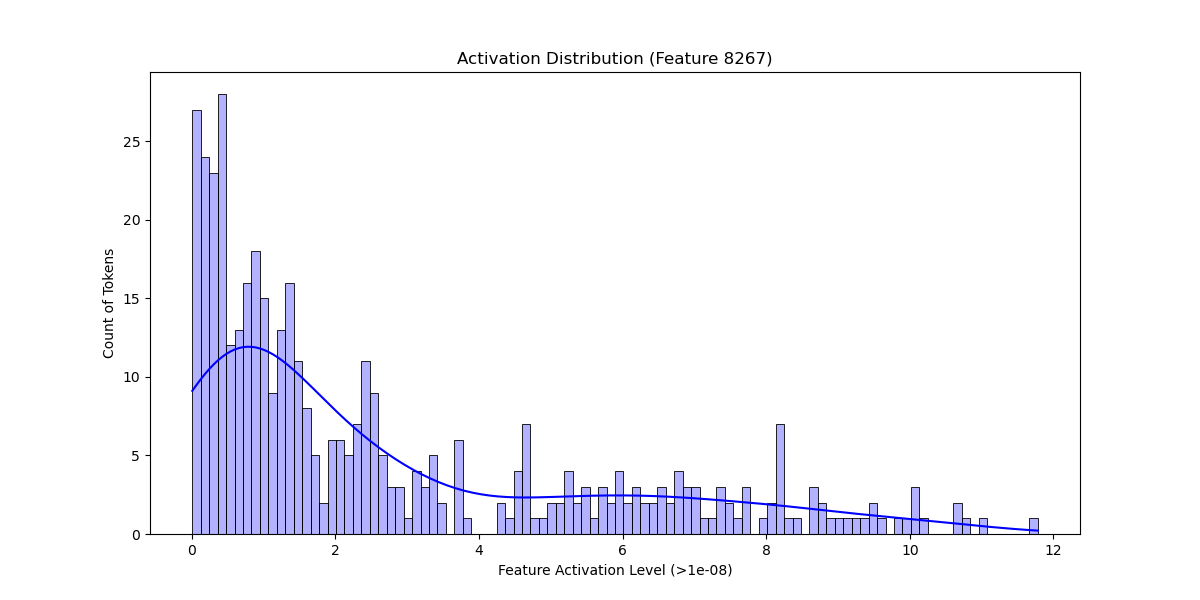 Activation Distribution (Feature 8267)
25
20
15
10
5
0
Count of Tokens
0 2 4 6 8 10 12
Feature Activation Level (>1e-08)